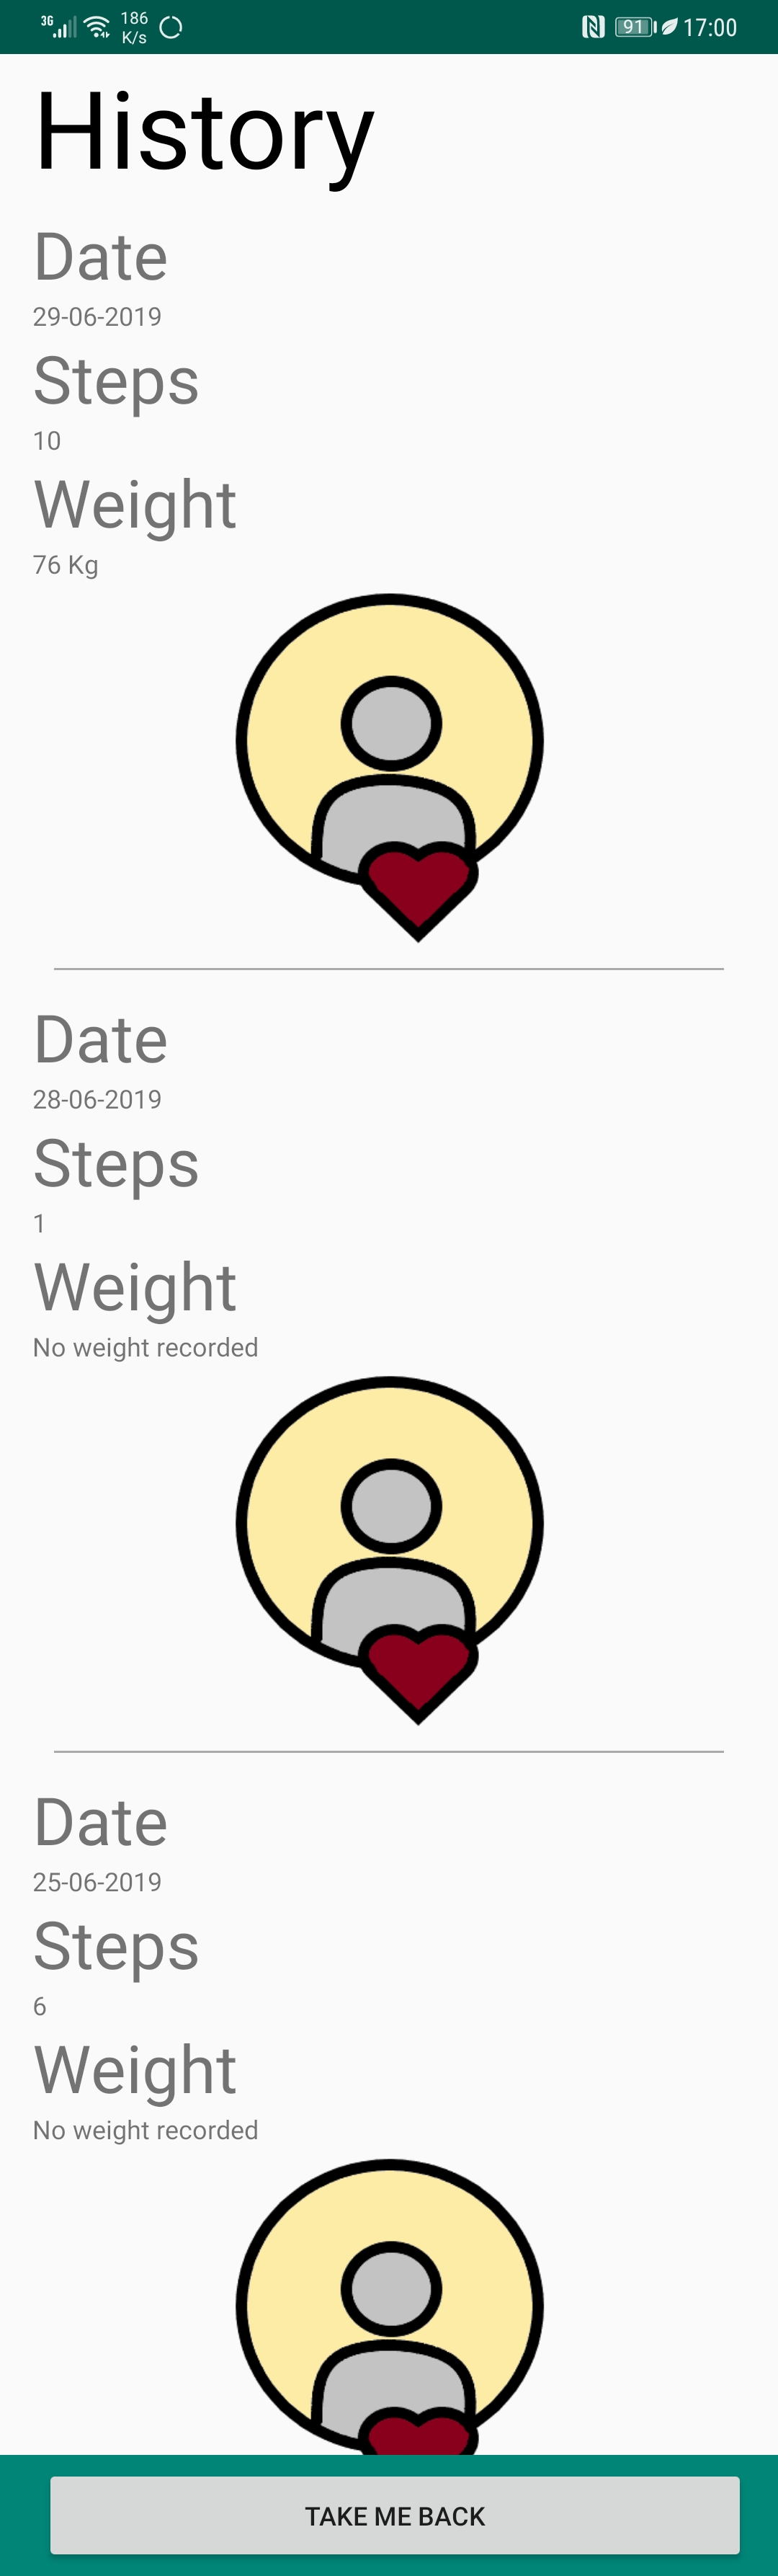 3G
186
K/s
91
17:00
History
Date
29-06-2019
Steps
10
Weight
76 Kg
Date
28-06-2019
Steps
1
Weight
No weight recorded
Date
25-06-2019
Steps
6
Weight
No weight recorded
TAKE ME BACK